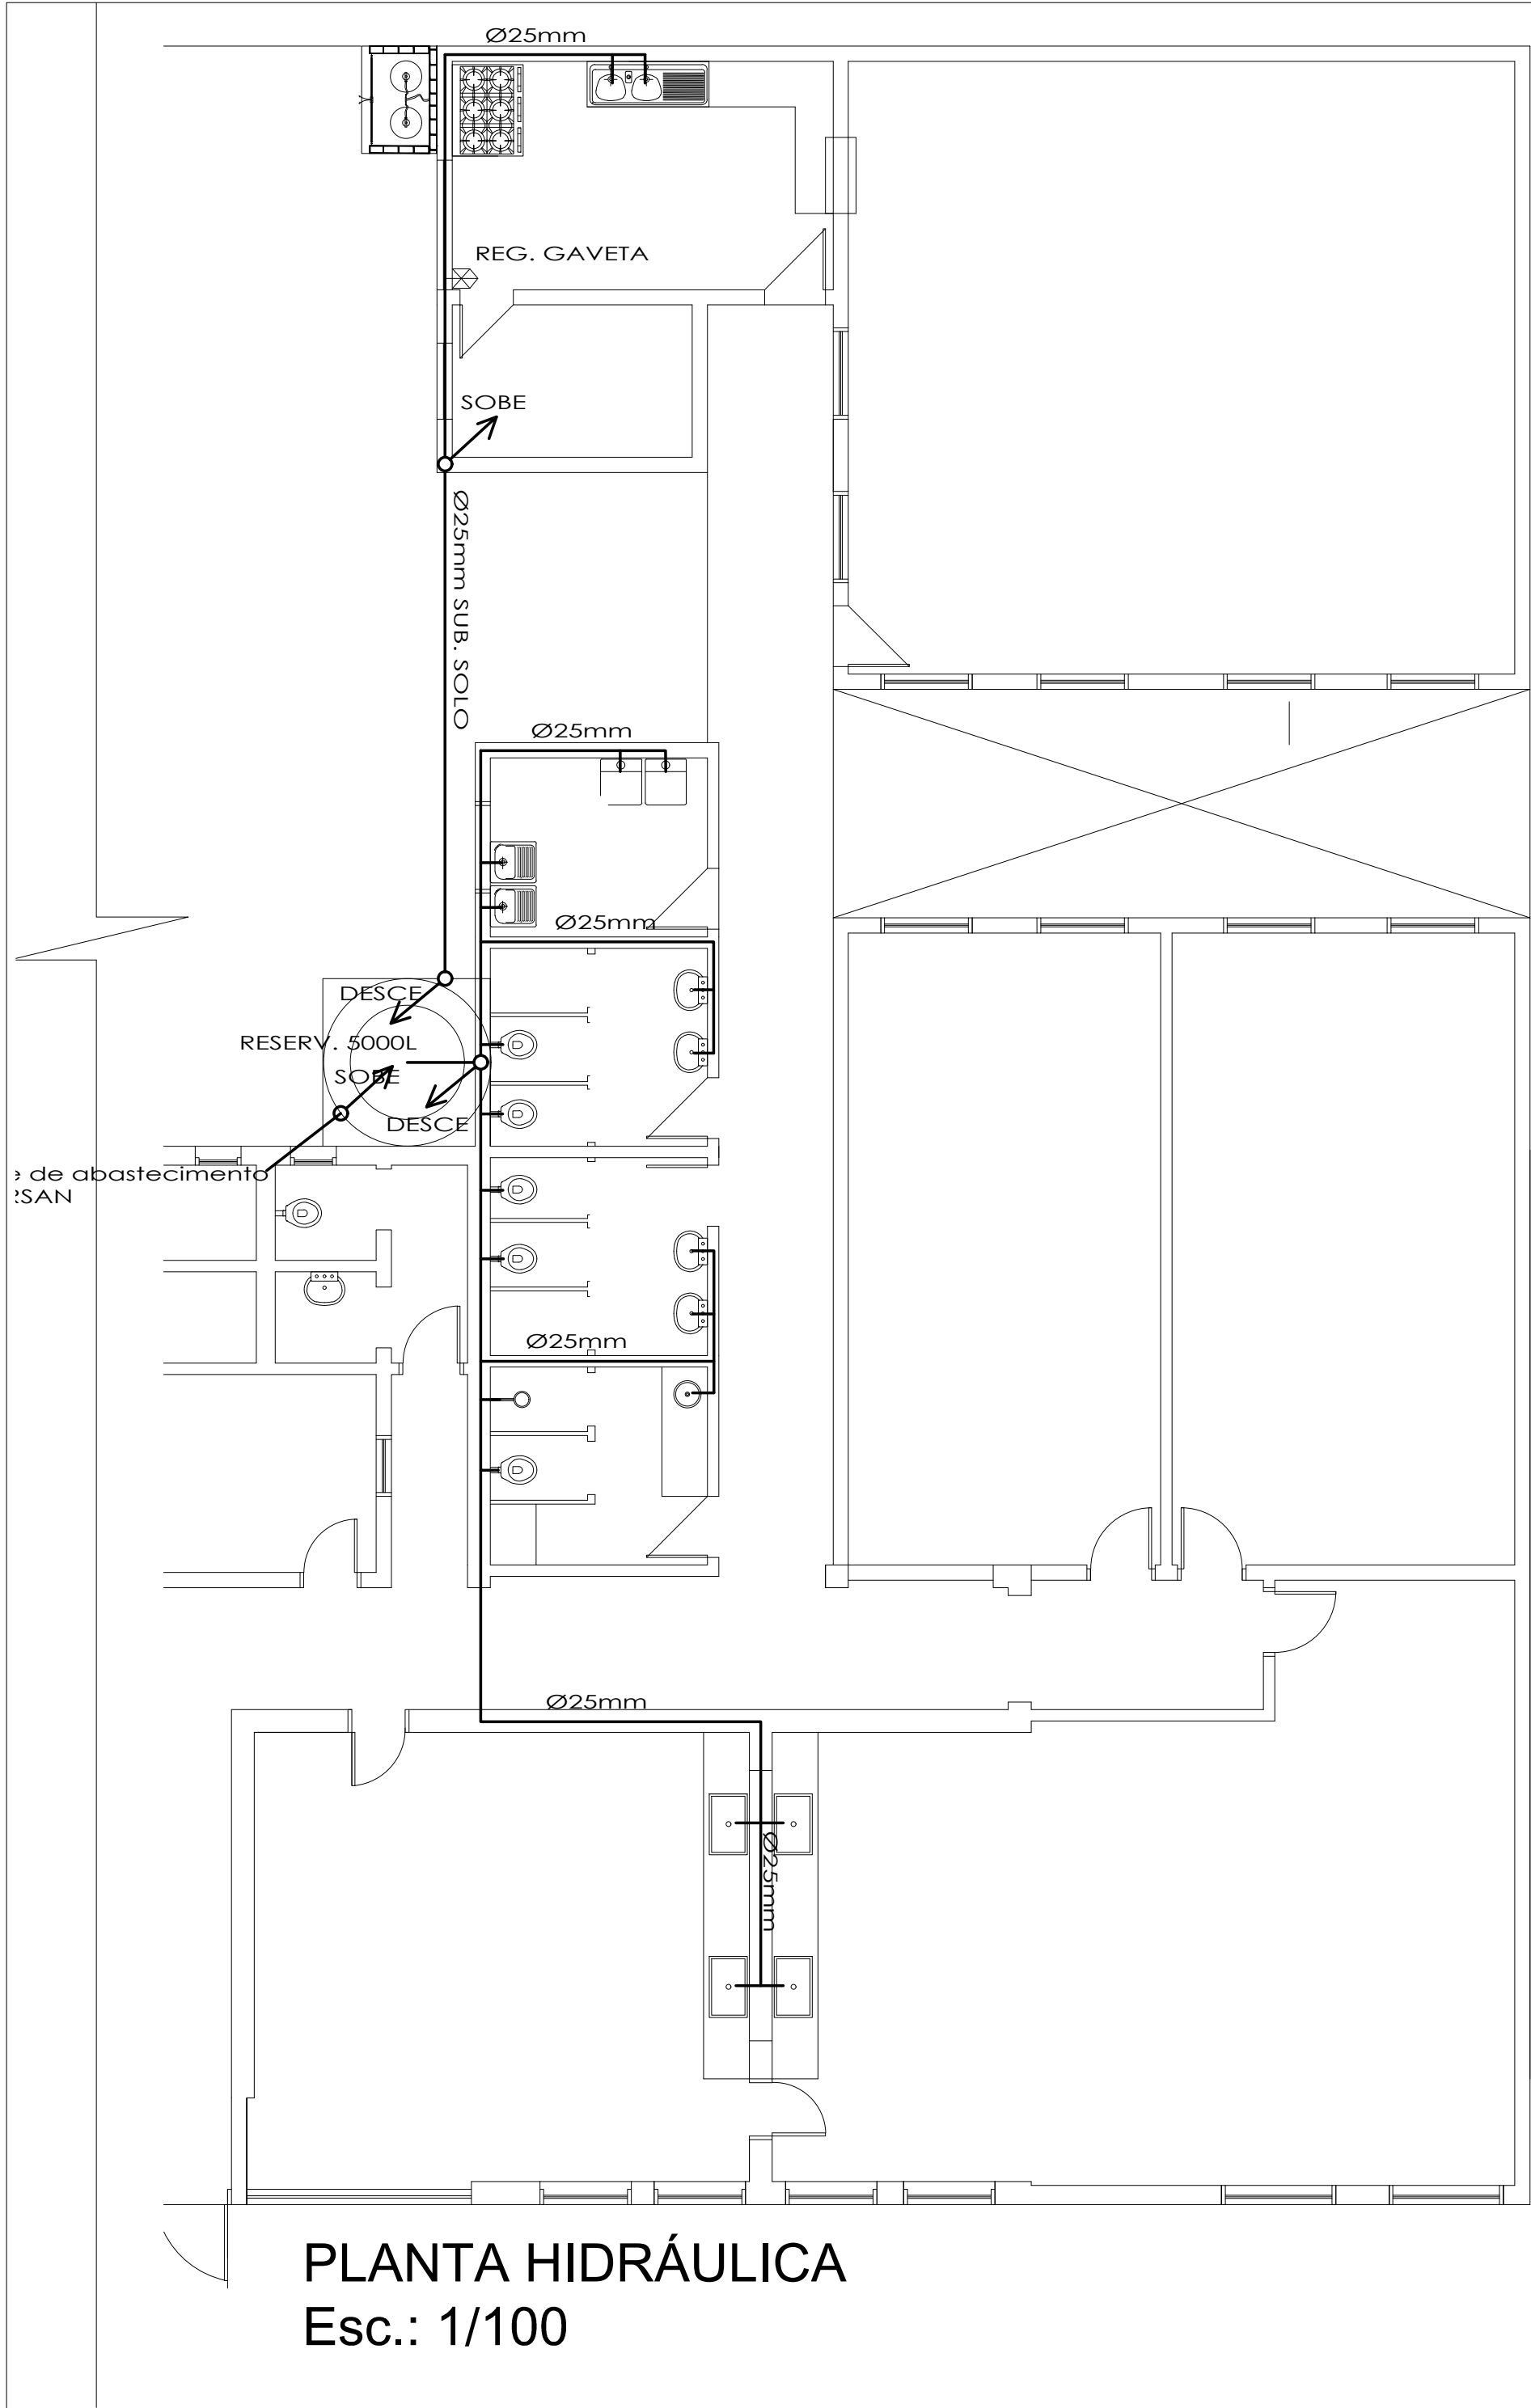 Ø25mm
REG. GAVETA
SOBE
Ø25mm SUB. SOLO
Ø25mm
Ø25mm
DESCE
RESERV. 5000L
SOBE
DESCE
de abastecimento
Ø25mm
Ø25mm
Ø25mm
PLANTA HIDRÁULICA
Esc.: 1/100